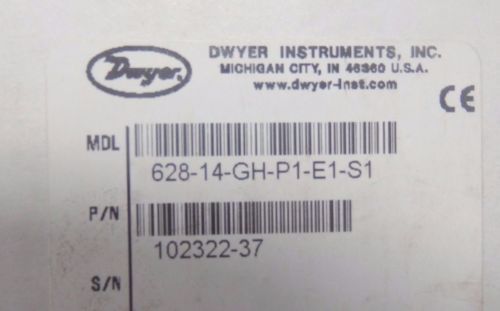 Dwyer
DWYER INSTRUMENTS, INC.
MICHIGAN CITY, IN 46360 U.S.A.
www.dwyer-inst.com
CE
MDL
628-14-GH-P1-E1-S1
P/N
102322-37
S/N